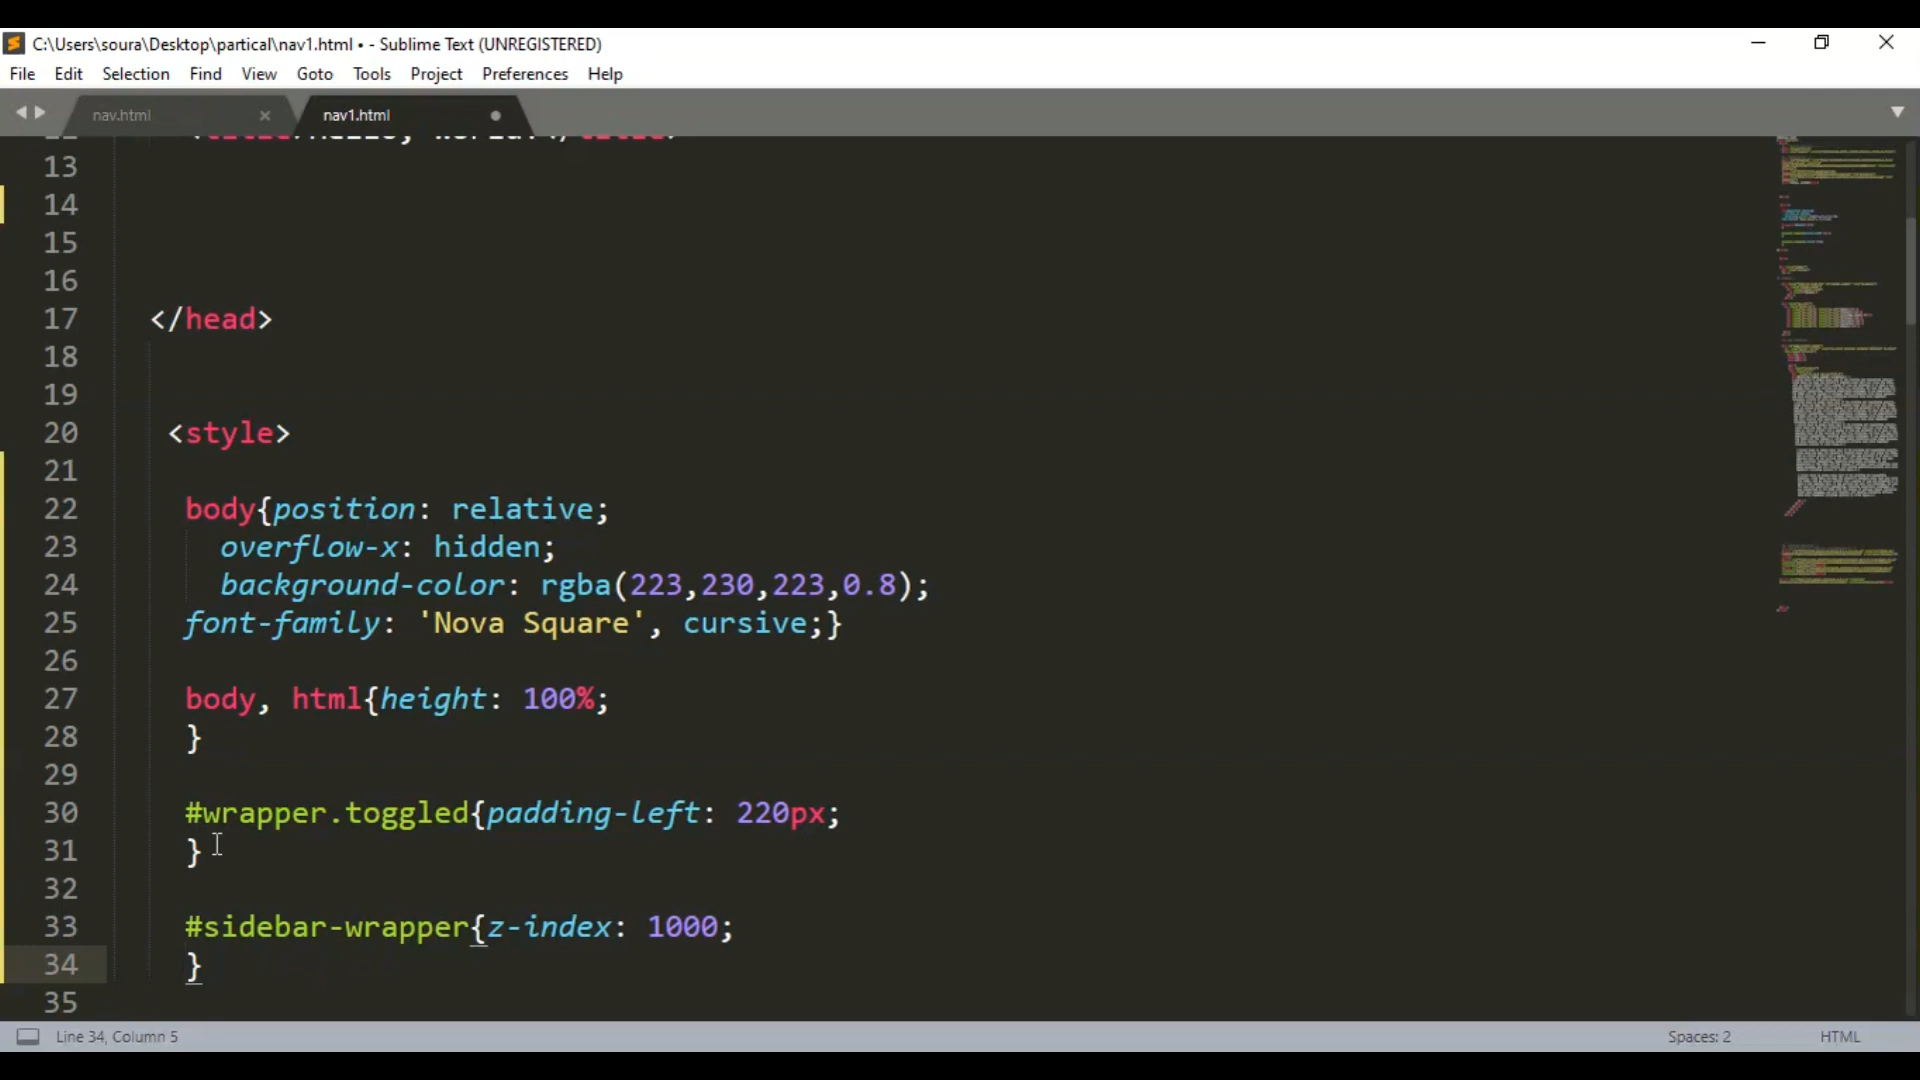 C:\Users\soura\Desktop\partical\nav1.html • - Sublime Text (UNREGISTERED)
File Edit Selection Find View Goto Tools Project Preferences Help
nav.html × nav1.html
13
14
15
16
17 </head>
18
19
20 <style>
21
22 body{position: relative;
23 overflow-x: hidden;
24 background-color: rgba(223,230,223,0.8);
25 font-family: 'Nova Square', cursive;}
26
27 body, html{height: 100%;
28 }
29
30 #wrapper.toggled{padding-left: 220px;
31 }
32
33 #sidebar-wrapper{z-index: 1000;
34 }
35
Line 34, Column 5 Spaces: 2 HTML